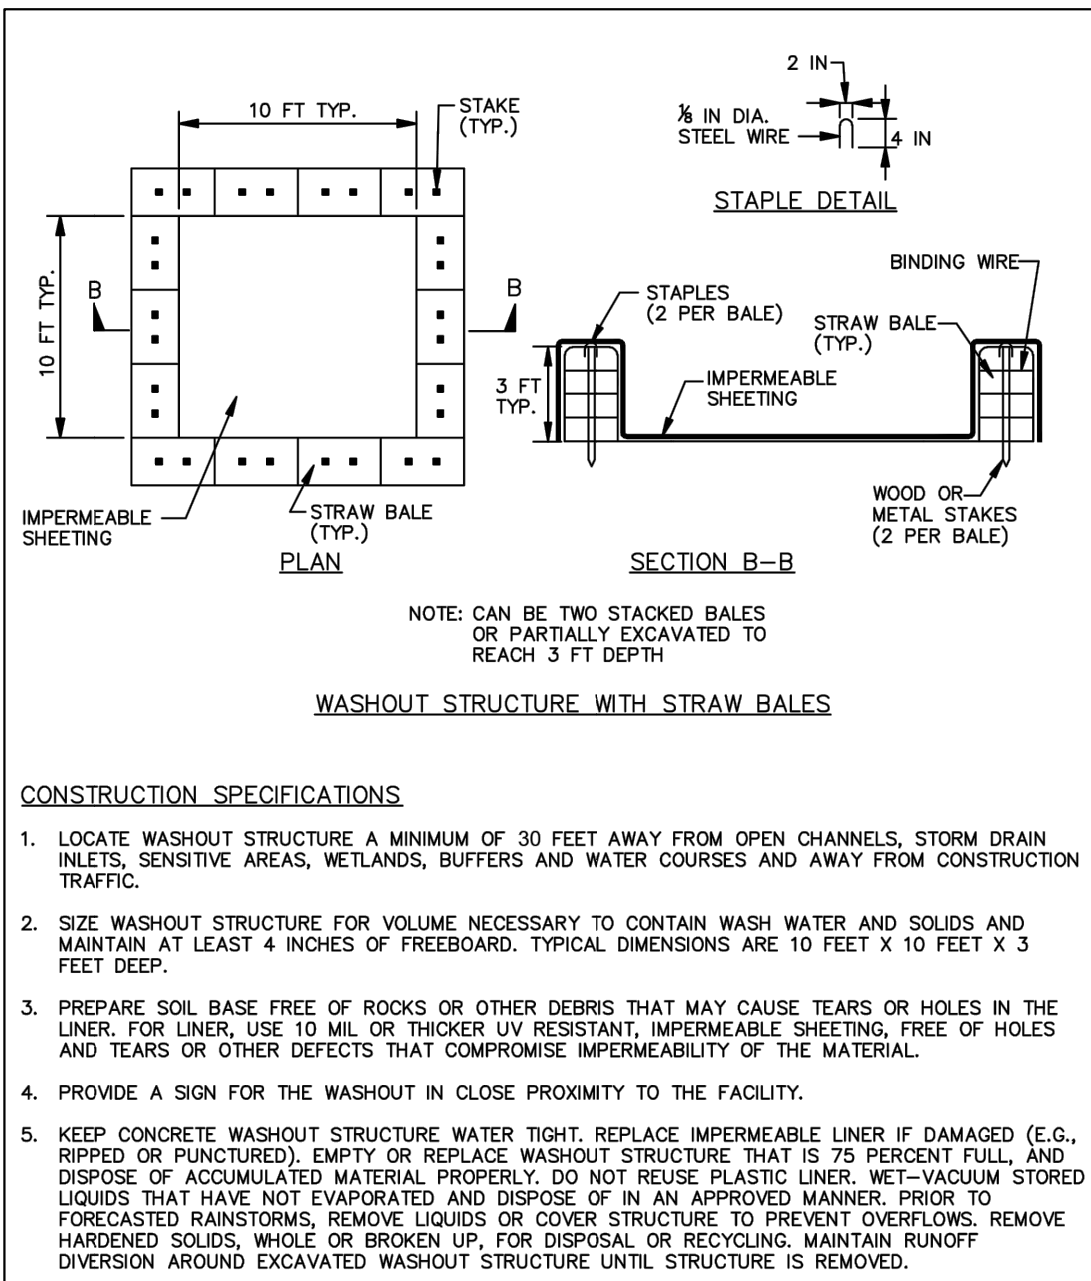 10 FT TYP.
STAKE
(TYP.)
10 FT TYP.
B
B
IMPERMEABLE
SHEETING
STRAW BALE
(TYP.)
PLAN
2 IN
⅛ IN DIA.
STEEL WIRE
4 IN
STAPLE DETAIL
BINDING WIRE
STAPLES
(2 PER BALE)
STRAW BALE
(TYP.)
3 FT
TYP.
IMPERMEABLE
SHEETING
WOOD OR
METAL STAKES
(2 PER BALE)
SECTION B-B
NOTE: CAN BE TWO STACKED BALES
OR PARTIALLY EXCAVATED TO
REACH 3 FT DEPTH
WASHOUT STRUCTURE WITH STRAW BALES
CONSTRUCTION SPECIFICATIONS
1. LOCATE WASHOUT STRUCTURE A MINIMUM OF 30 FEET AWAY FROM OPEN CHANNELS, STORM DRAIN
INLETS, SENSITIVE AREAS, WETLANDS, BUFFERS AND WATER COURSES AND AWAY FROM CONSTRUCTION
TRAFFIC.
2. SIZE WASHOUT STRUCTURE FOR VOLUME NECESSARY TO CONTAIN WASH WATER AND SOLIDS AND
MAINTAIN AT LEAST 4 INCHES OF FREEBOARD. TYPICAL DIMENSIONS ARE 10 FEET X 10 FEET X 3
FEET DEEP.
3. PREPARE SOIL BASE FREE OF ROCKS OR OTHER DEBRIS THAT MAY CAUSE TEARS OR HOLES IN THE
LINER. FOR LINER, USE 10 MIL OR THICKER UV RESISTANT, IMPERMEABLE SHEETING, FREE OF HOLES
AND TEARS OR OTHER DEFECTS THAT COMPROMISE IMPERMEABILITY OF THE MATERIAL.
4. PROVIDE A SIGN FOR THE WASHOUT IN CLOSE PROXIMITY TO THE FACILITY.
5. KEEP CONCRETE WASHOUT STRUCTURE WATER TIGHT. REPLACE IMPERMEABLE LINER IF DAMAGED (E.G.,
RIPPED OR PUNCTURED). EMPTY OR REPLACE WASHOUT STRUCTURE THAT IS 75 PERCENT FULL, AND
DISPOSE OF ACCUMULATED MATERIAL PROPERLY. DO NOT REUSE PLASTIC LINER. WET-VACUUM STORED
LIQUIDS THAT HAVE NOT EVAPORATED AND DISPOSE OF IN AN APPROVED MANNER. PRIOR TO
FORECASTED RAINSTORMS, REMOVE LIQUIDS OR COVER STRUCTURE TO PREVENT OVERFLOWS. REMOVE
HARDENED SOLIDS, WHOLE OR BROKEN UP, FOR DISPOSAL OR RECYCLING. MAINTAIN RUNOFF
DIVERSION AROUND EXCAVATED WASHOUT STRUCTURE UNTIL STRUCTURE IS REMOVED.